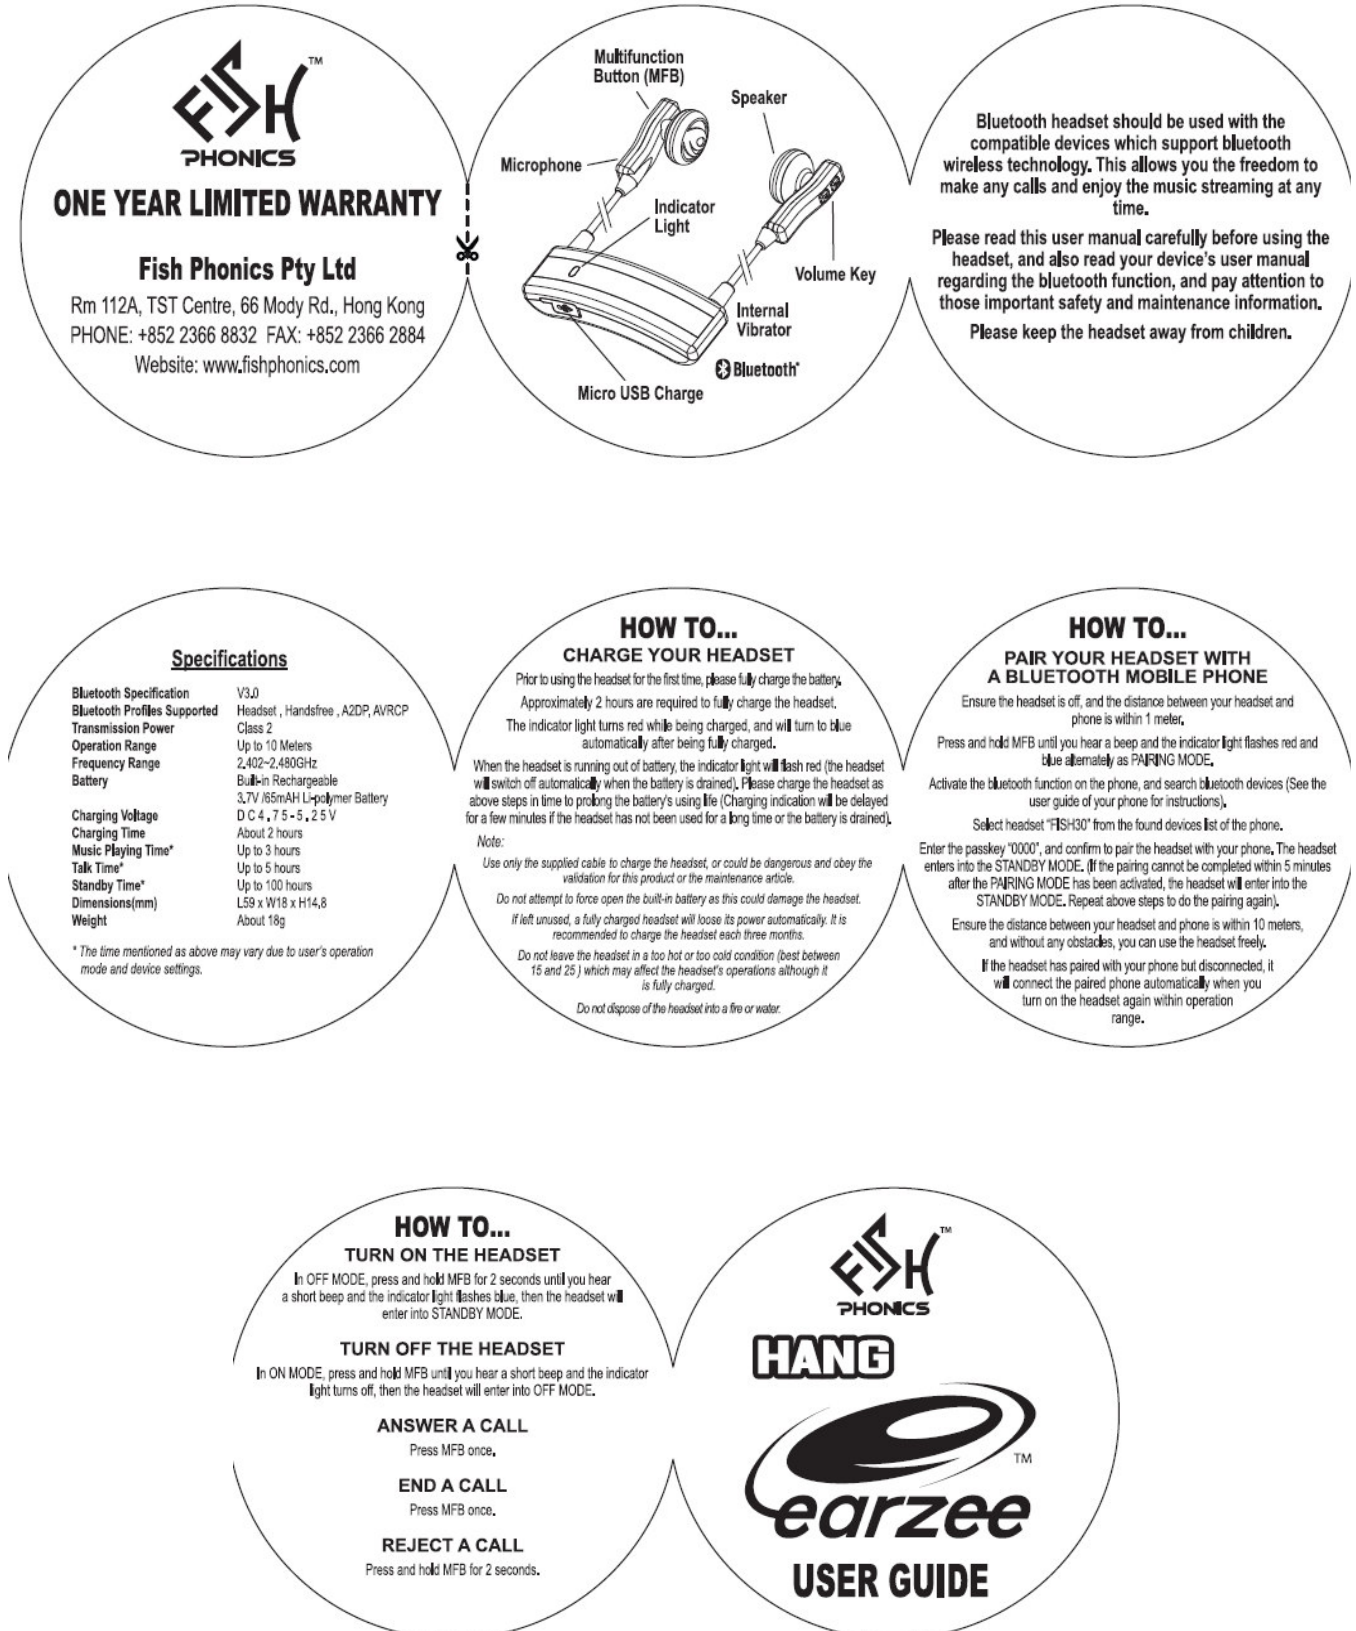 FISH™
PHONICS
ONE YEAR LIMITED WARRANTY
Fish Phonics Pty Ltd
Rm 112A, TST Centre, 66 Mody Rd., Hong Kong
PHONE: +852 2366 8832 FAX: +852 2366 2884
Website: www.fishphonics.com
Multifunction
Button (MFB)
Speaker
Microphone
Indicator
Light
Volume Key
Internal
Vibrator
Bluetooth®
Micro USB Charge
Bluetooth headset should be used with the
compatible devices which support bluetooth
wireless technology. This allows you the freedom to
make any calls and enjoy the music streaming at any
time.
Please read this user manual carefully before using the
headset, and also read your device's user manual
regarding the bluetooth function, and pay attention to
those important safety and maintenance information.
Please keep the headset away from children.
Specifications
Bluetooth Specification V3.0
Bluetooth Profiles Supported Headset , Handsfree , A2DP, AVRCP
Transmission Power Class 2
Operation Range Up to 10 Meters
Frequency Range 2.402~2.480GHz
Battery Built-in Rechargeable
3.7V /65mAH Li-polymer Battery
Charging Voltage DC4.75-5.25V
Charging Time About 2 hours
Music Playing Time* Up to 3 hours
Talk Time* Up to 5 hours
Standby Time* Up to 100 hours
Dimensions(mm) L59 x W18 x H14.8
Weight About 18g
* The time mentioned as above may vary due to user's operation
mode and device settings.
HOW TO...
CHARGE YOUR HEADSET
Prior to using the headset for the first time, please fully charge the battery.
Approximately 2 hours are required to fully charge the headset.
The indicator light turns red while being charged, and will turn to blue
automatically after being fully charged.
When the headset is running out of battery, the indicator light will flash red (the headset
will switch off automatically when the battery is drained). Please charge the headset as
above steps in time to prolong the battery's using life (Charging indication will be delayed
for a few minutes if the headset has not been used for a long time or the battery is drained).
Note:
Use only the supplied cable to charge the headset, or could be dangerous and obey the
validation for this product or the maintenance article.
Do not attempt to force open the built-in battery as this could damage the headset.
If left unused, a fully charged headset will loose its power automatically. It is
recommended to charge the headset each three months.
Do not leave the headset in a too hot or too cold condition (best between
15 and 25 ) which may affect the headset's operations although it
is fully charged.
Do not dispose of the headset into a fire or water.
HOW TO...
PAIR YOUR HEADSET WITH
A BLUETOOTH MOBILE PHONE
Ensure the headset is off, and the distance between your headset and
phone is within 1 meter.
Press and hold MFB until you hear a beep and the indicator light flashes red and
blue alternately as PAIRING MODE.
Activate the bluetooth function on the phone, and search bluetooth devices (See the
user guide of your phone for instructions).
Select headset "FISH30" from the found devices list of the phone.
Enter the passkey "0000", and confirm to pair the headset with your phone. The headset
enters into the STANDBY MODE. (If the pairing cannot be completed within 5 minutes
after the PAIRING MODE has been activated, the headset will enter into the
STANDBY MODE. Repeat above steps to do the pairing again).
Ensure the distance between your headset and phone is within 10 meters,
and without any obstacles, you can use the headset freely.
If the headset has paired with your phone but disconnected, it
will connect the paired phone automatically when you
turn on the headset again within operation
range.
HOW TO...
TURN ON THE HEADSET
In OFF MODE, press and hold MFB for 2 seconds until you hear
a short beep and the indicator light flashes blue, then the headset will
enter into STANDBY MODE.
TURN OFF THE HEADSET
In ON MODE, press and hold MFB until you hear a short beep and the indicator
light turns off, then the headset will enter into OFF MODE.
ANSWER A CALL
Press MFB once.
END A CALL
Press MFB once.
REJECT A CALL
Press and hold MFB for 2 seconds.
FISH™
PHONICS
HANG
earzee™
USER GUIDE